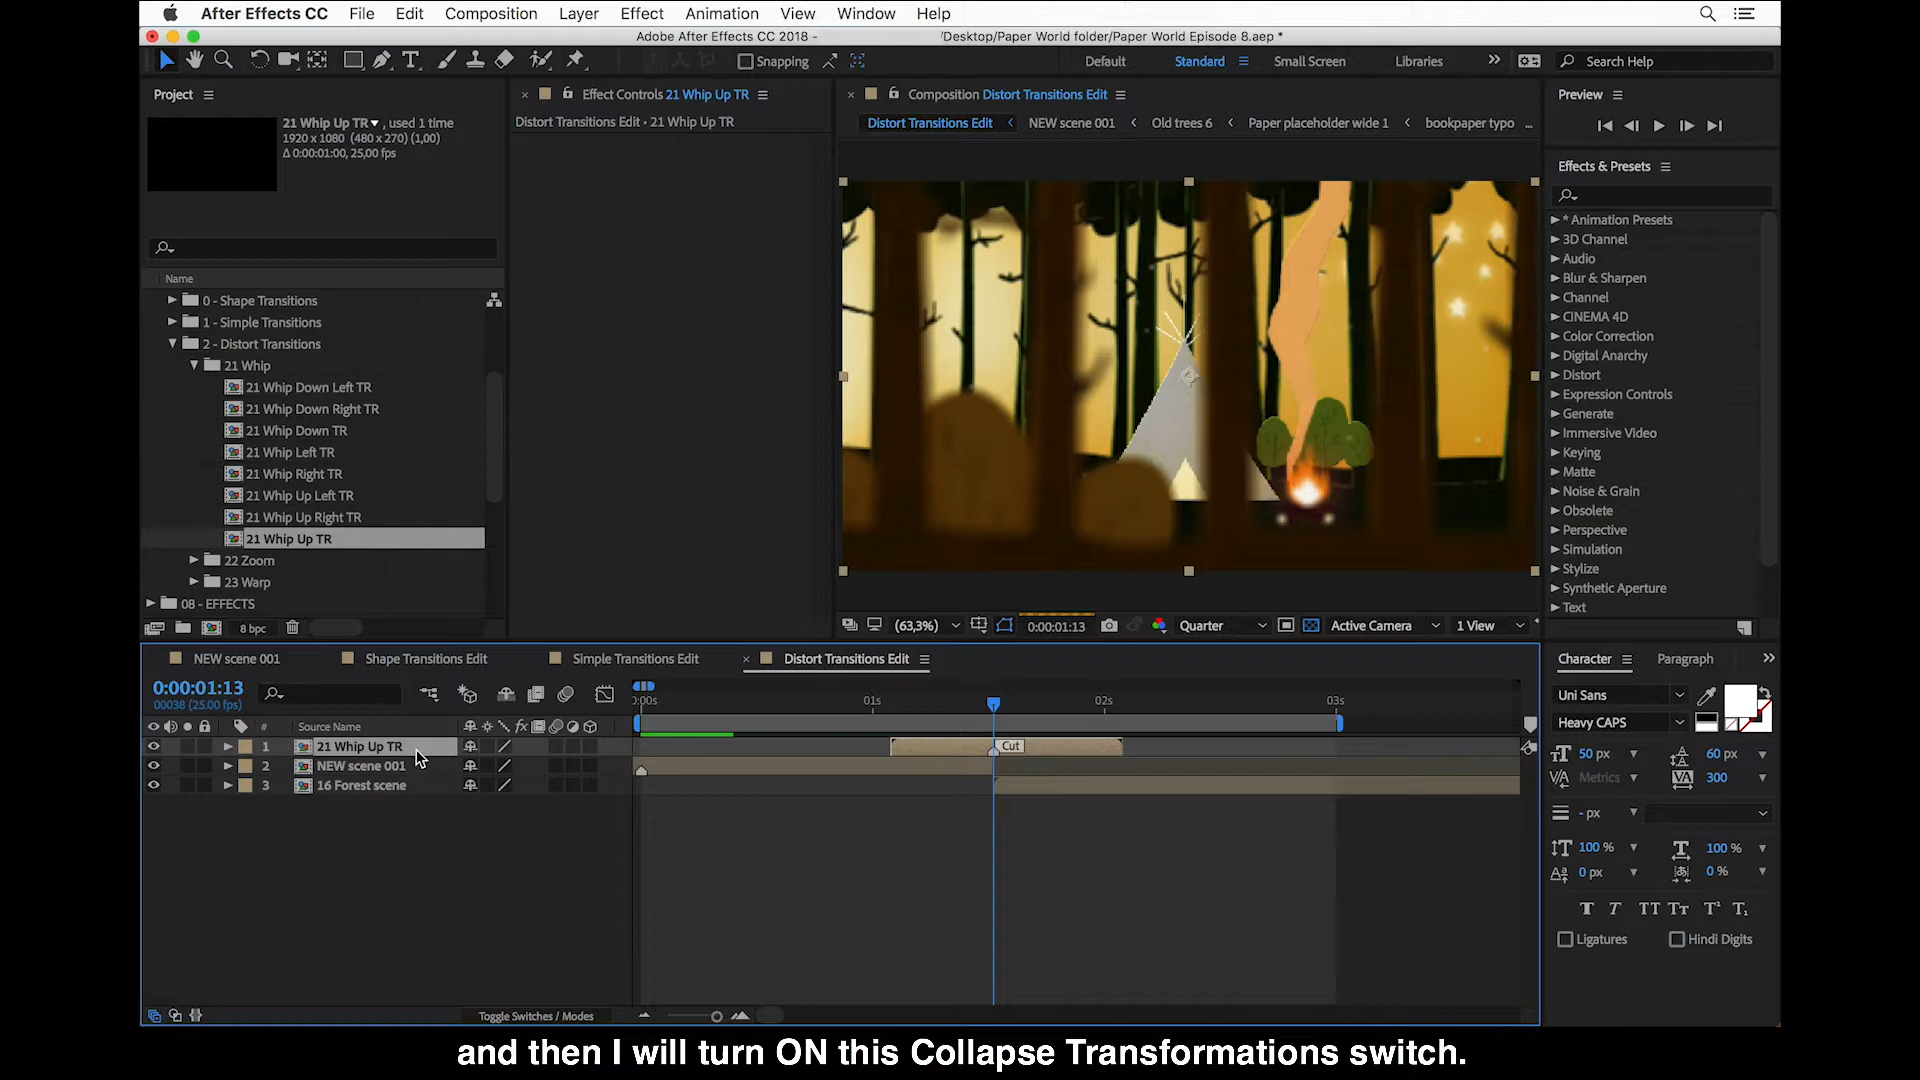 After Effects CC File Edit Composition Layer Effect Animation View Window Help
Adobe After Effects CC 2018 - /Desktop/Paper World folder/Paper World Episode 8.aep *
Snapping Default Standard Small Screen Libraries Search Help
Project
21 Whip Up TR , used 1 time
1920 x 1080 (480 x 270) (1,00)
Δ 0:00:01:00, 25,00 fps
Name
0 - Shape Transitions
1 - Simple Transitions
2 - Distort Transitions
21 Whip
21 Whip Down Left TR
21 Whip Down Right TR
21 Whip Down TR
21 Whip Left TR
21 Whip Right TR
21 Whip Up Left TR
21 Whip Up Right TR
21 Whip Up TR
22 Zoom
23 Warp
08 - EFFECTS
8 bpc
Effect Controls 21 Whip Up TR
Distort Transitions Edit • 21 Whip Up TR
Composition Distort Transitions Edit
Distort Transitions Edit NEW scene 001 Old trees 6 Paper placeholder wide 1 bookpaper typo ...
(63,3%) 0:00:01:13 Quarter Active Camera 1 View
Preview
Effects & Presets
* Animation Presets
3D Channel
Audio
Blur & Sharpen
Channel
CINEMA 4D
Color Correction
Digital Anarchy
Distort
Expression Controls
Generate
Immersive Video
Keying
Matte
Noise & Grain
Obsolete
Perspective
Simulation
Stylize
Synthetic Aperture
Text
NEW scene 001 Shape Transitions Edit Simple Transitions Edit Distort Transitions Edit
0:00:01:13
00038 (25.00 fps)
0:00s 01s 02s 03s
# Source Name fx
1 21 Whip Up TR Cut
2 NEW scene 001
3 16 Forest scene
Toggle Switches / Modes
Character Paragraph
Uni Sans
Heavy CAPS
50 px 60 px
Metrics 300
- px
100 % 100 %
0 px 0 %
T T TT Tт T¹ T₁
Ligatures Hindi Digits
and then I will turn ON this Collapse Transformations switch.